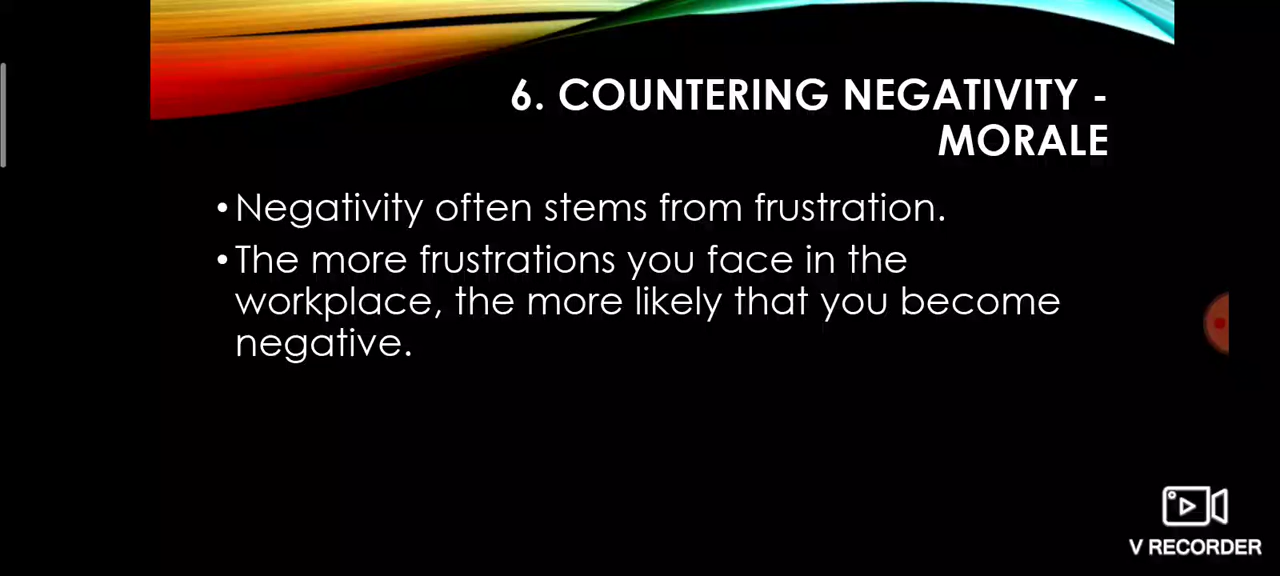 6. COUNTERING NEGATIVITY -
MORALE
•Negativity often stems from frustration.
•The more frustrations you face in the
workplace, the more likely that you become
negative.
V RECORDER